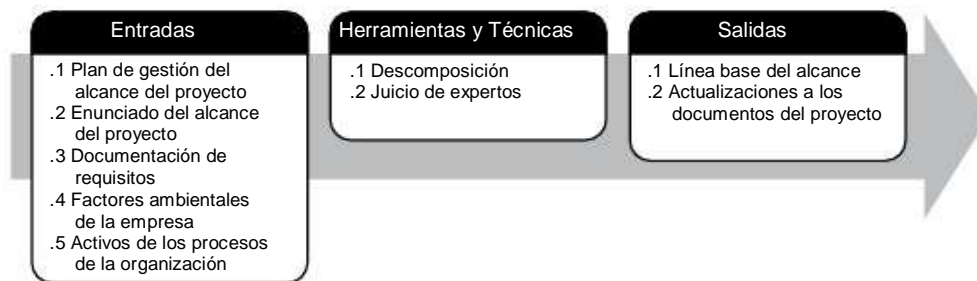 Entradas
.1 Plan de gestión del
alcance del proyecto
.2 Enunciado del alcance
del proyecto
.3 Documentación de
requisitos
.4 Factores ambientales
de la empresa
.5 Activos de los procesos
de la organización
Herramientas y Técnicas
.1 Descomposición
.2 Juicio de expertos
Salidas
.1 Línea base del alcance
.2 Actualizaciones a los
documentos del proyecto